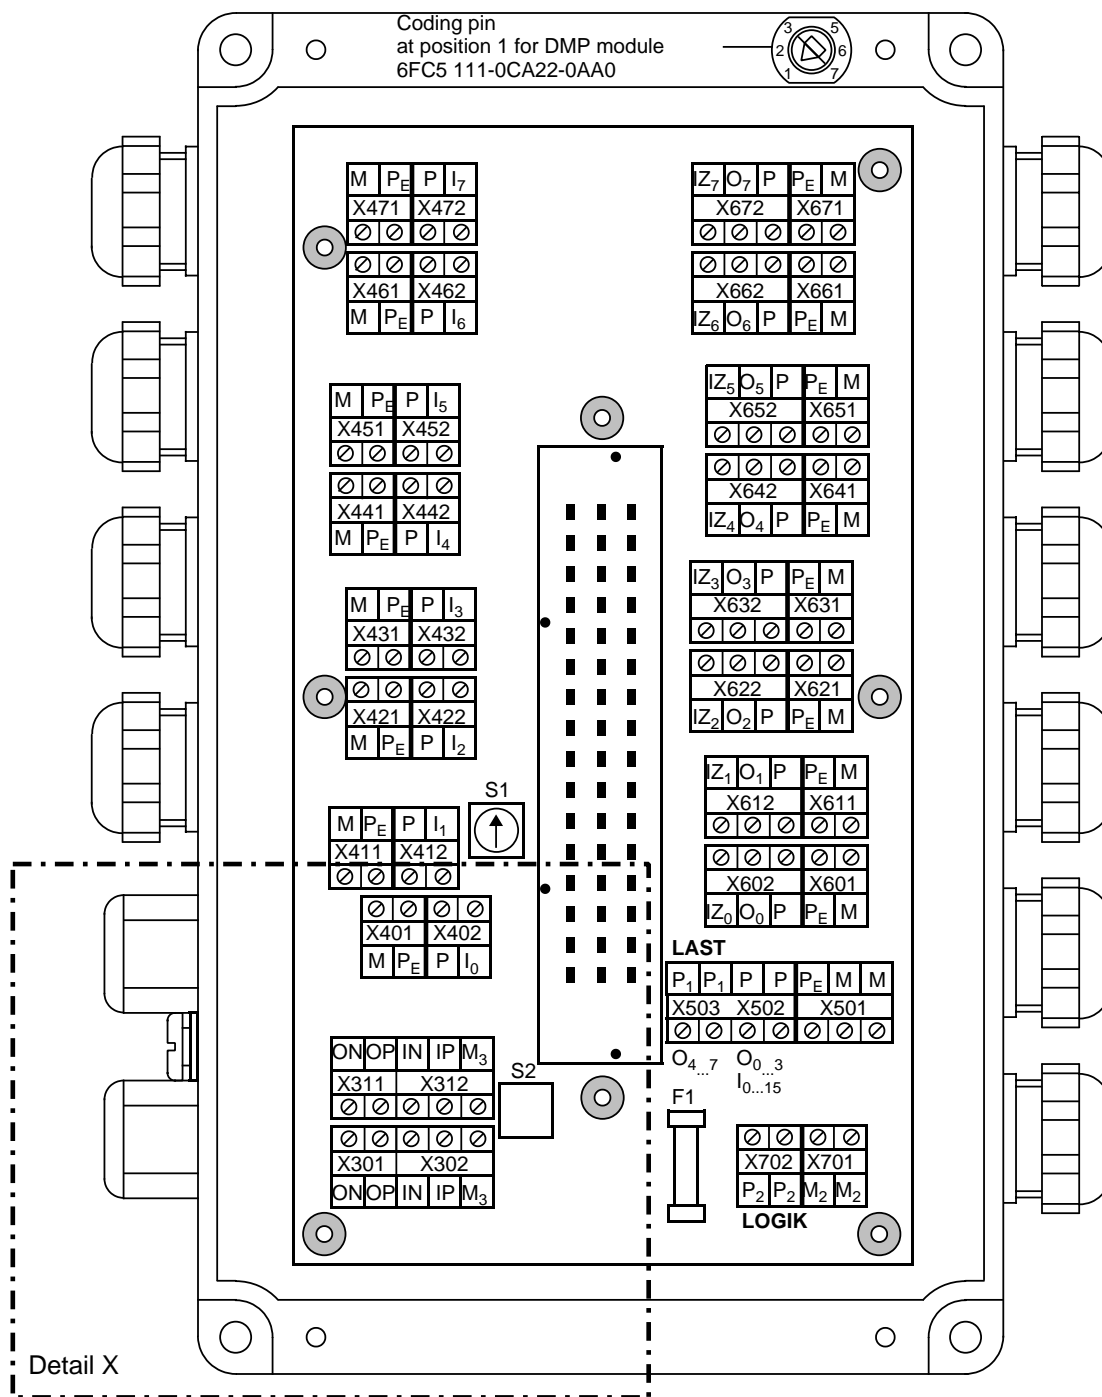 Coding pin
at position 1 for DMP module
6FC5 111-0CA22-0AA0
3 5
2 6
1 7
M PE P I7
X471 X472
X461 X462
M PE P I6
IZ7 O7 P PE M
X672 X671
X662 X661
IZ6 O6 P PE M
M PE P I5
X451 X452
X441 X442
M PE P I4
IZ5 O5 P PE M
X652 X651
X642 X641
IZ4 O4 P PE M
M PE P I3
X431 X432
X421 X422
M PE P I2
IZ3 O3 P PE M
X632 X631
X622 X621
IZ2 O2 P PE M
S1
M PE P I1
X411 X412
X401 X402
M PE P I0
IZ1 O1 P PE M
X612 X611
X602 X601
IZ0 O0 P PE M
LAST
P1 P1 P P PE M M
X503 X502 X501
O4...7 O0...3
I0...15
ON OP IN IP M3
X311 X312
X301 X302
ON OP IN IP M3
S2
F1
X702 X701
P2 P2 M2 M2
LOGIK
Detail X